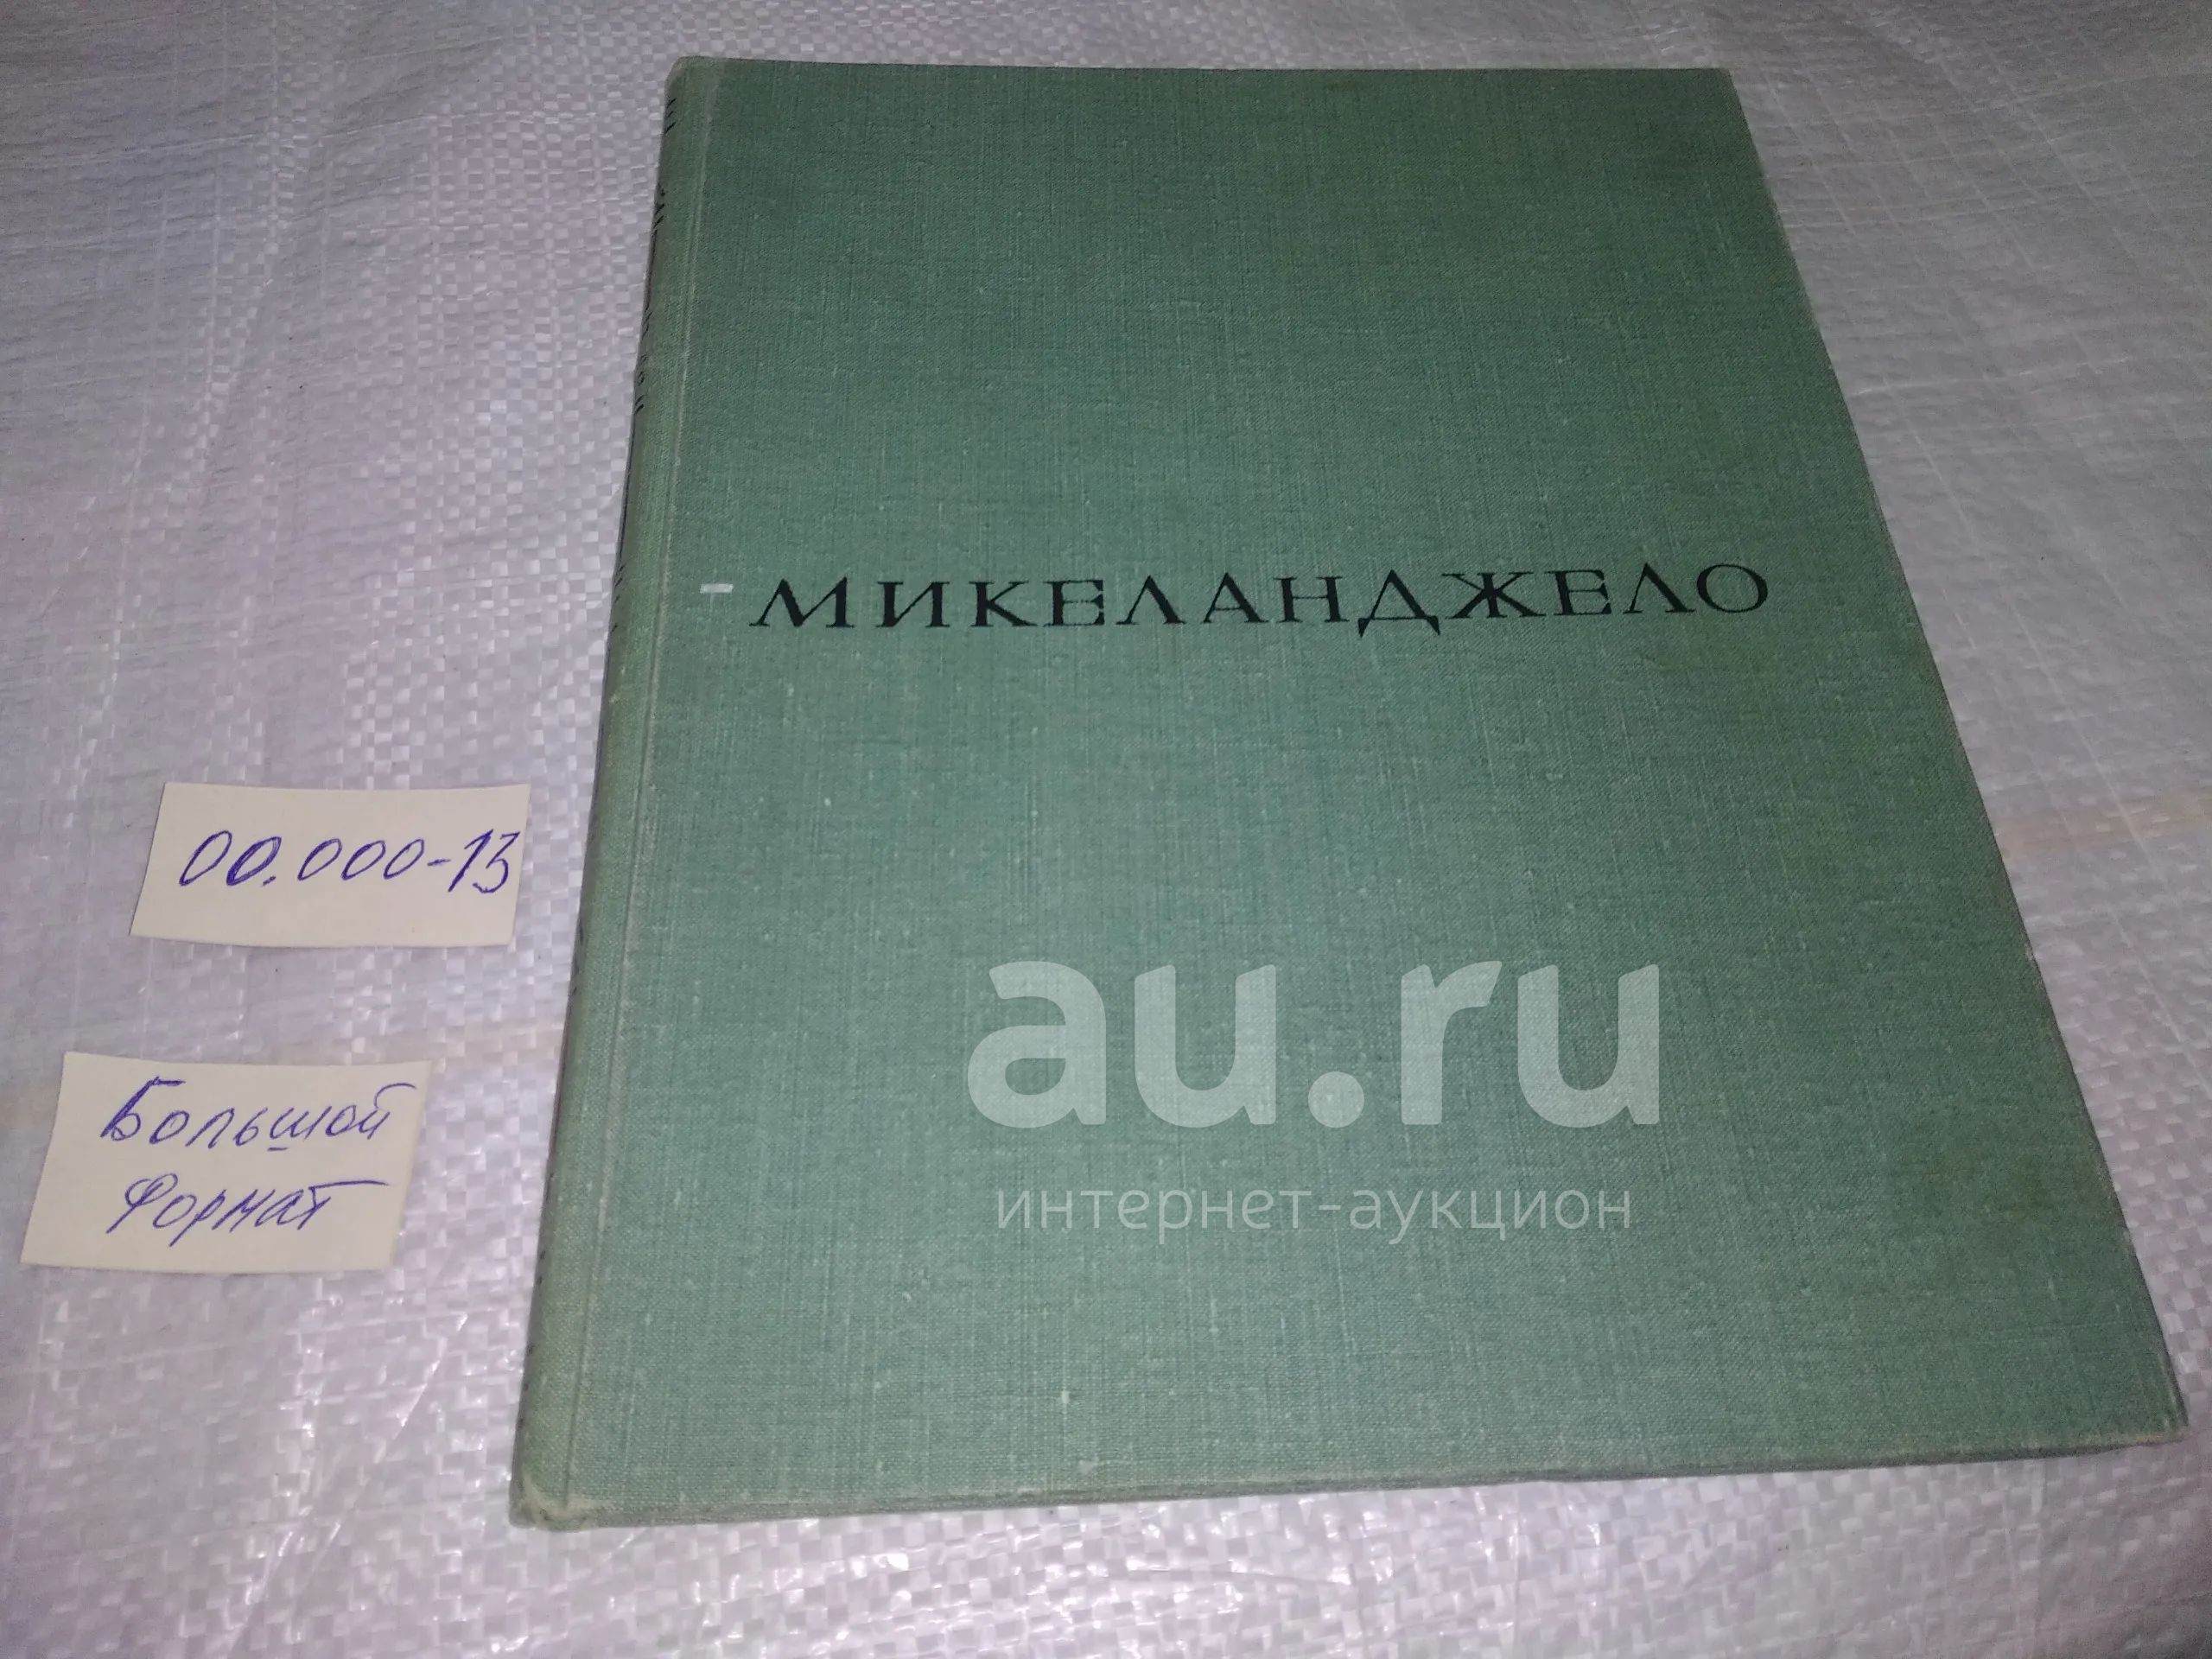 МИКЕЛАНДЖЕЛО
00.000-13
Большой
Формат
au.ru
интернет-аукцион